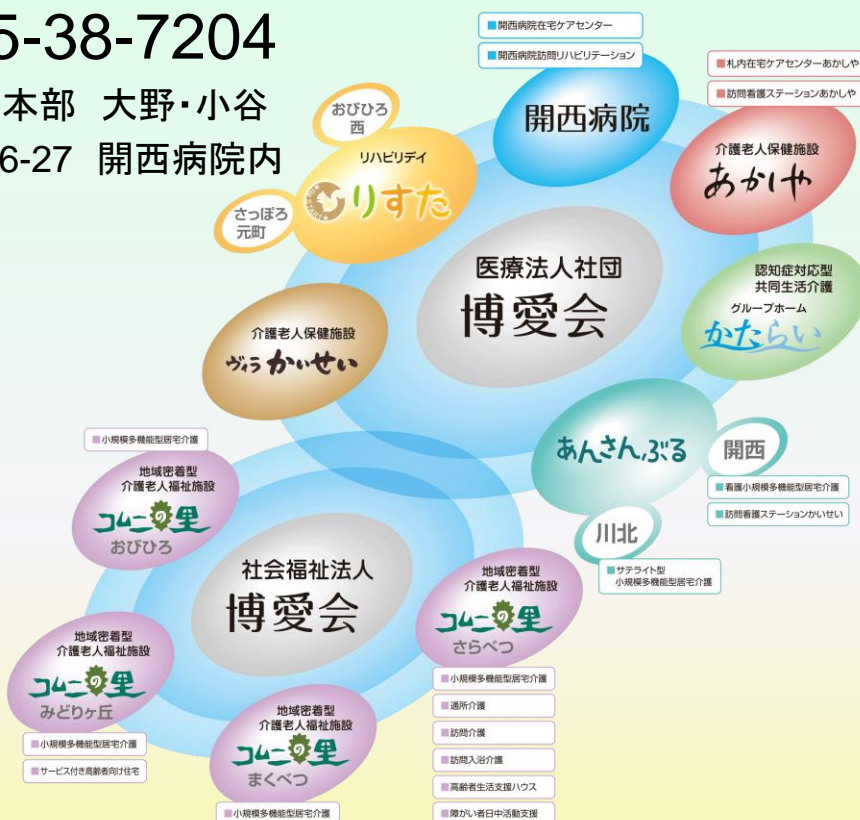 5-38-7204
本部 大野・小谷
6-27 開西病院内
■開西病院在宅ケアセンター
■開西病院訪問リハビリテーション
開西病院
■札内在宅ケアセンターあかしや
■訪問看護ステーションあかしや
介護老人保健施設
あかしや
おびひろ
西
リハビリデイ
りすた
さっぽろ
元町
医療法人社団
博愛会
認知症対応型
共同生活介護
グループホーム
かたらい
介護老人保健施設
ヴィラかいせい
あんさんぶる
開西
■看護小規模多機能型居宅介護
■訪問看護ステーションかいせい
川北
■サテライト型
小規模多機能型居宅介護
■小規模多機能型居宅介護
地域密着型
介護老人福祉施設
コムニの里
おびひろ
社会福祉法人
博愛会
地域密着型
介護老人福祉施設
コムニの里
さらべつ
■小規模多機能型居宅介護
■通所介護
■訪問介護
■訪問入浴介護
■高齢者生活支援ハウス
■障がい者日中活動支援
地域密着型
介護老人福祉施設
コムニの里
みどりヶ丘
■小規模多機能型居宅介護
■サービス付き高齢者向け住宅
地域密着型
介護老人福祉施設
コムニの里
まくべつ
■小規模多機能型居宅介護